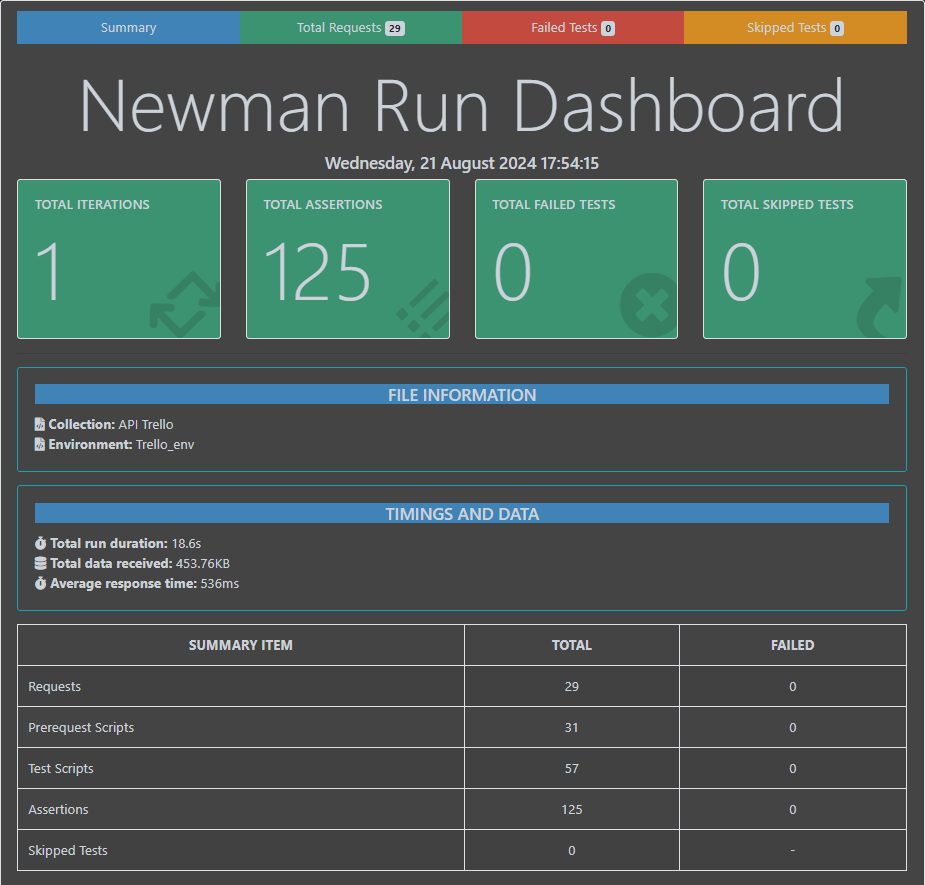 Summary Total Requests 29 Failed Tests 0 Skipped Tests 0
Newman Run Dashboard
Wednesday, 21 August 2024 17:54:15
TOTAL ITERATIONS
1
TOTAL ASSERTIONS
125
TOTAL FAILED TESTS
0
TOTAL SKIPPED TESTS
0
FILE INFORMATION
Collection: API Trello
Environment: Trello_env
TIMINGS AND DATA
Total run duration: 18.6s
Total data received: 453.76KB
Average response time: 536ms
SUMMARY ITEM TOTAL FAILED
Requests 29 0
Prerequest Scripts 31 0
Test Scripts 57 0
Assertions 125 0
Skipped Tests 0 -